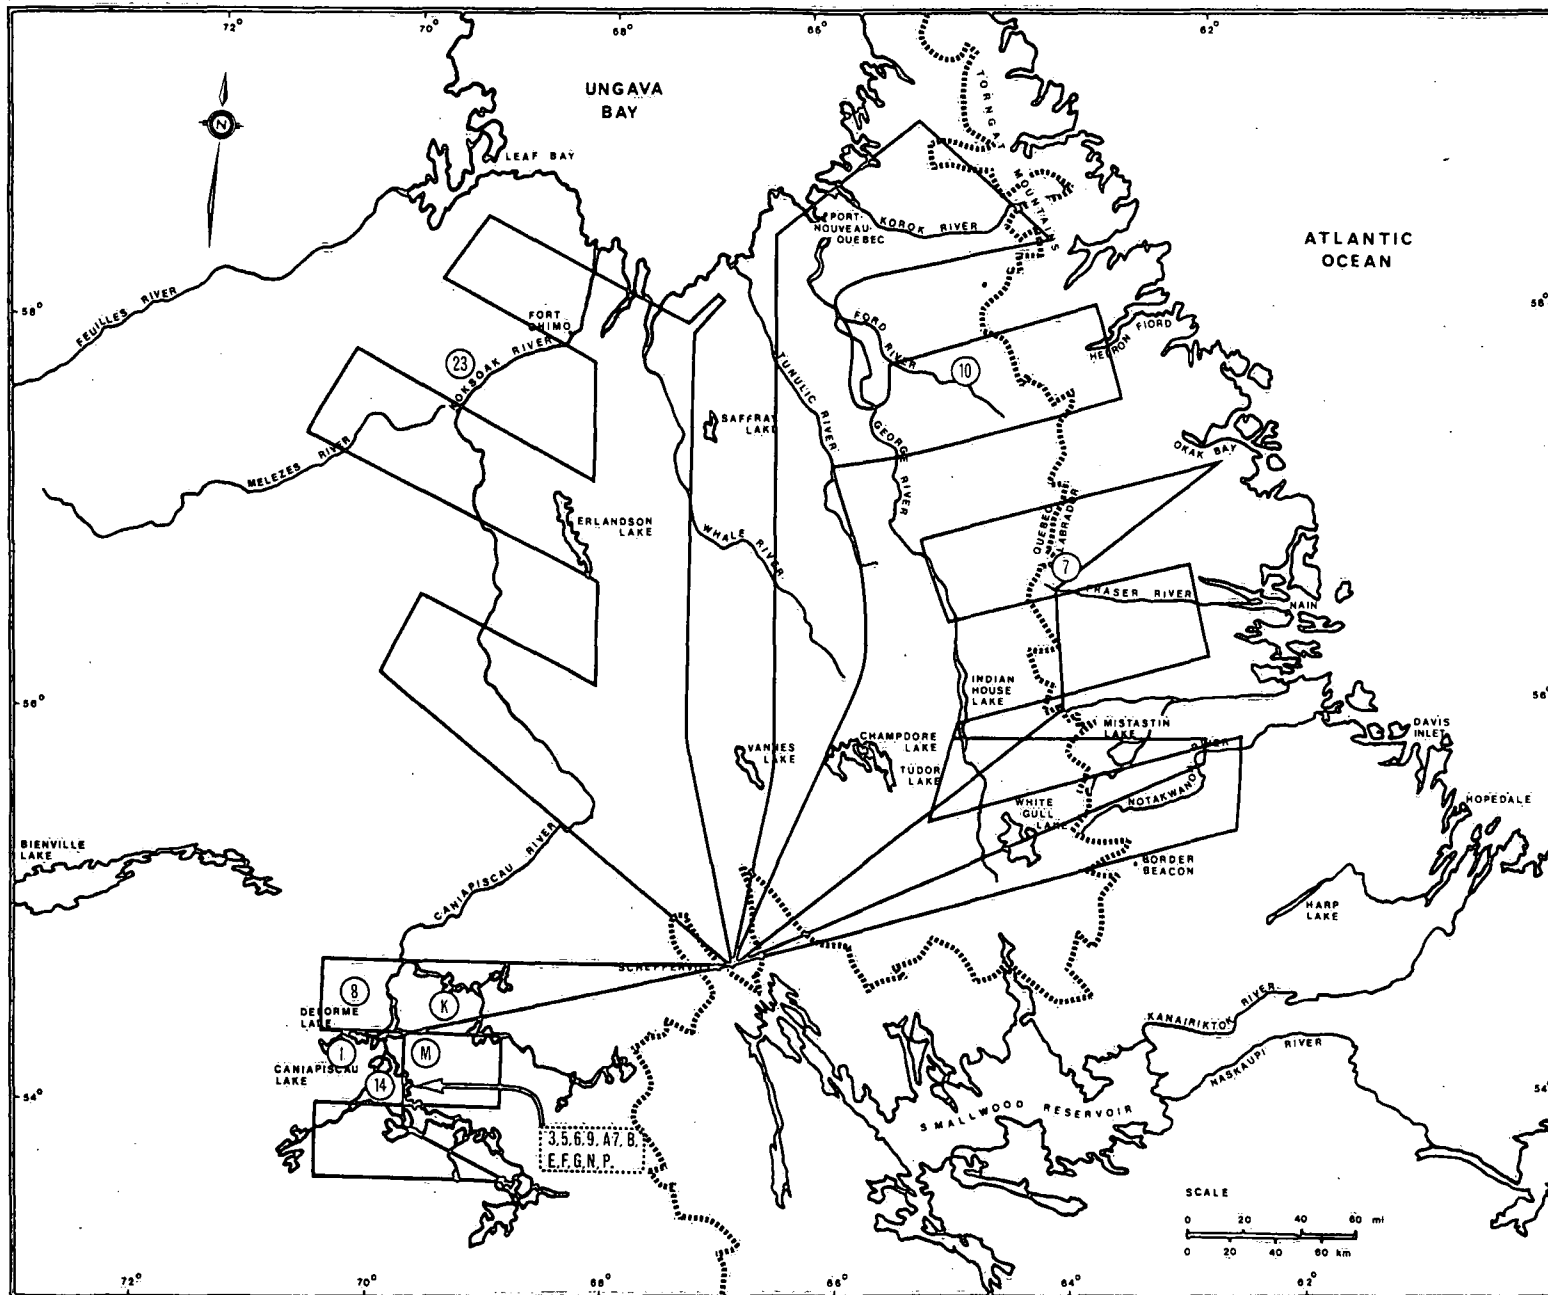 72°
70°
68°
66°
62°
UNGAVA
BAY
N
TORNGAT
MOUNTAINS
LEAF BAY
PORT-
NOUVEAU-
QUEBEC
KOROK RIVER
ATLANTIC
OCEAN
FEUILLES RIVER
58°
58°
FORT
CHIMO
FORD
RIVER
HEBRON FIORD
23
KOKSOAK RIVER
TUNULIC RIVER
10
SAFFRAY
LAKE
GEORGE
RIVER
OKAK BAY
MELEZES RIVER
ERLANDSON
LAKE
WHALE RIVER
QUEBEC
LABRADOR
7
FRASER RIVER
NAIN
INDIAN
HOUSE
LAKE
56°
56°
MISTASTIN
LAKE
DAVIS
INLET
VANNES
LAKE
CHAMPDORE
LAKE
TUDOR
LAKE
NOTAKWANON RIVER
WHITE
GULL
LAKE
HOPEDALE
BIENVILLE
LAKE
BORDER
BEACON
CANIAPISCAU RIVER
HARP
LAKE
SCHEFFERVILLE
8
K
DELORME
LAKE
KANAIRIKTOK RIVER
I
M
CANIAPISCAU
LAKE
14
NASKAUPI RIVER
54°
54°
SMALLWOOD RESERVOIR
3,5,6,9, A7, B,
E,F,G,N,P.
SCALE
0 20 40 60 mi
0 20 40 60 km
72°
70°
68°
66°
64°
62°